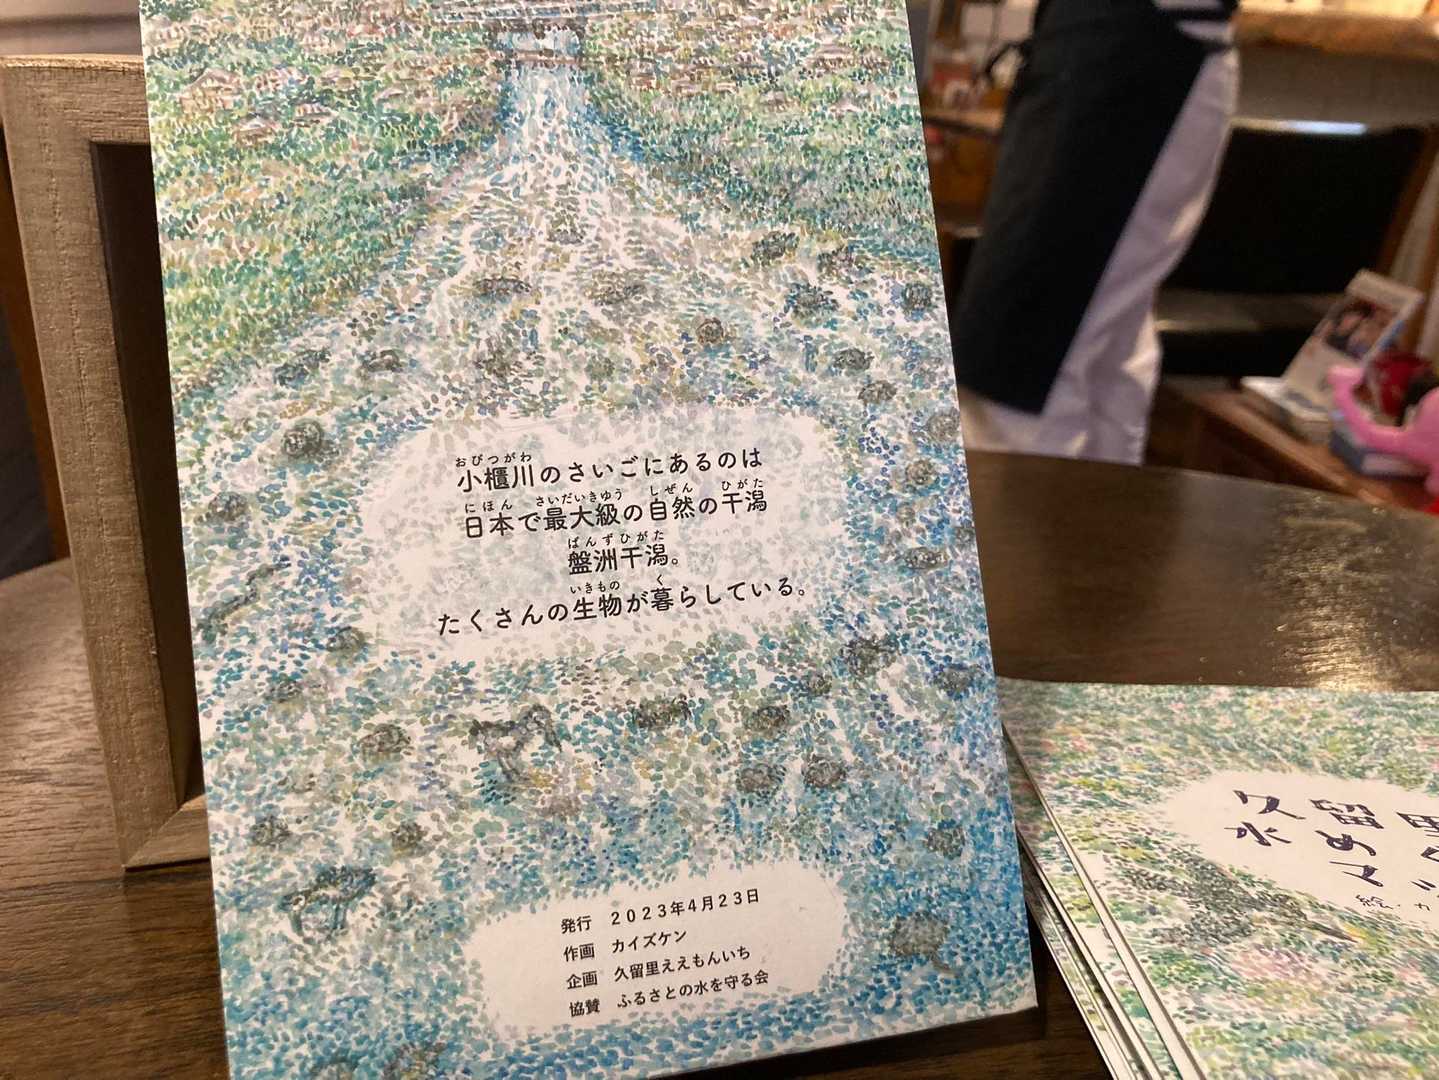 おびつがわ
小櫃川のさいごにあるのは
にほん さいだいきゆう しぜん ひがた
日本で最大級の自然の干潟
ばんずひがた
盤洲干潟。
いきもの く
たくさんの生物が暮らしている。
発行 2023年4月23日
作画 カイズケン
企画 久留里ええもんいち
協賛 ふるさとの水を守る会
久留里
水め
マッ
絵・カ